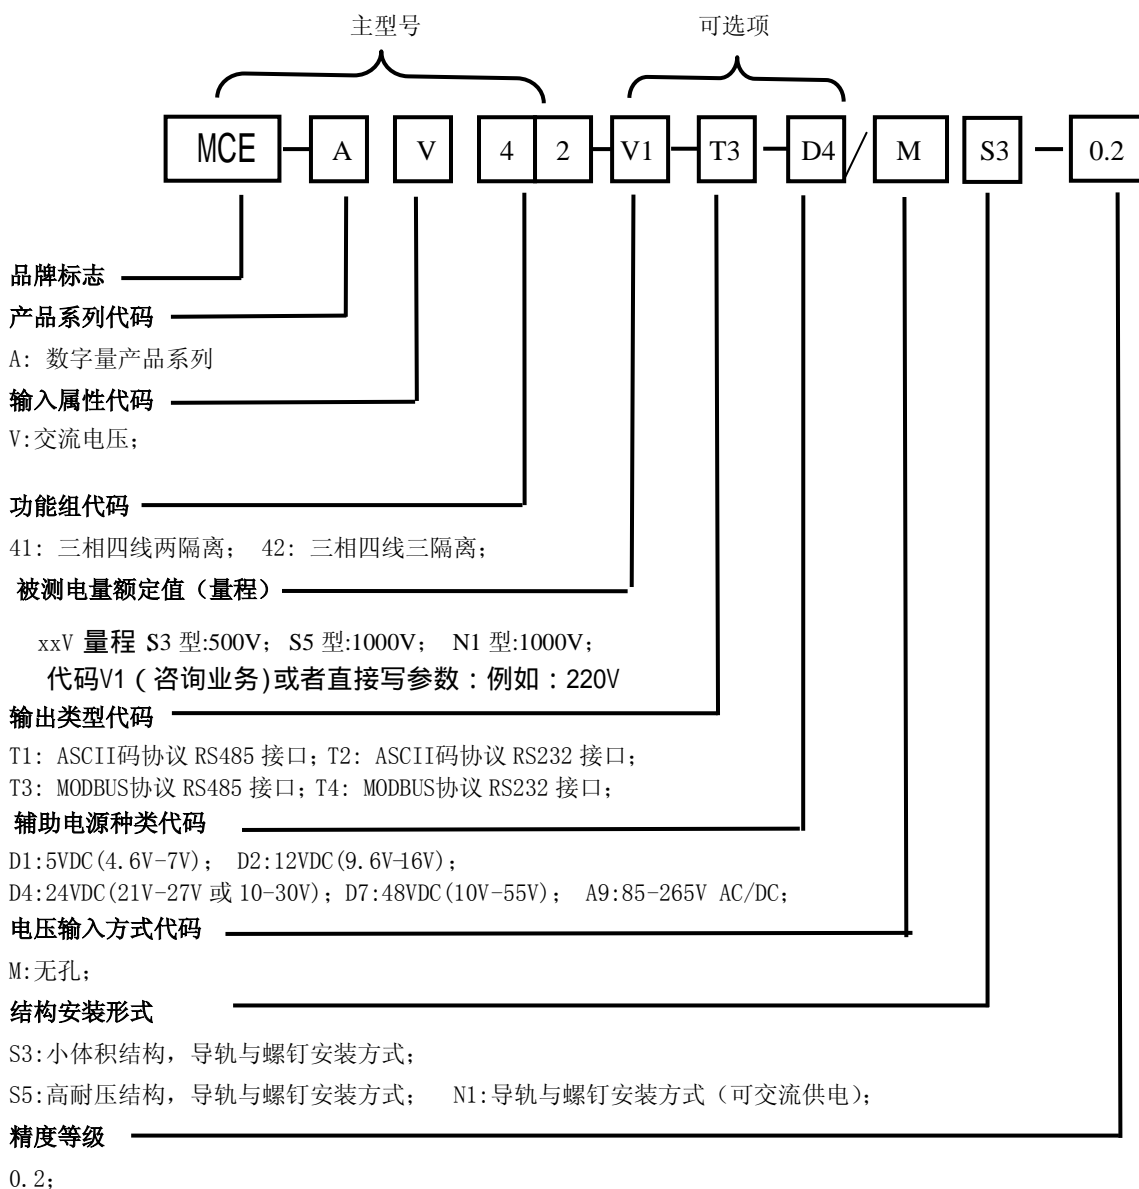 主型号 可选项
MCE — A V 4 2 — V1 — T3 — D4 / M S3 — 0.2
品牌标志
产品系列代码
A: 数字量产品系列
输入属性代码
V:交流电压;
功能组代码
41: 三相四线两隔离; 42: 三相四线三隔离;
被测电量额定值（量程）
xxV 量程 S3 型:500V; S5 型:1000V; N1 型:1000V;
代码V1（咨询业务)或者直接写参数：例如：220V
输出类型代码
T1: ASCII码协议 RS485 接口; T2: ASCII码协议 RS232 接口;
T3: MODBUS协议 RS485 接口; T4: MODBUS协议 RS232 接口;
辅助电源种类代码
D1:5VDC(4.6V-7V); D2:12VDC(9.6V-16V);
D4:24VDC(21V-27V 或 10-30V); D7:48VDC(10V-55V); A9:85-265V AC/DC;
电压输入方式代码
M:无孔;
结构安装形式
S3:小体积结构，导轨与螺钉安装方式;
S5:高耐压结构，导轨与螺钉安装方式; N1:导轨与螺钉安装方式（可交流供电);
精度等级
0.2;